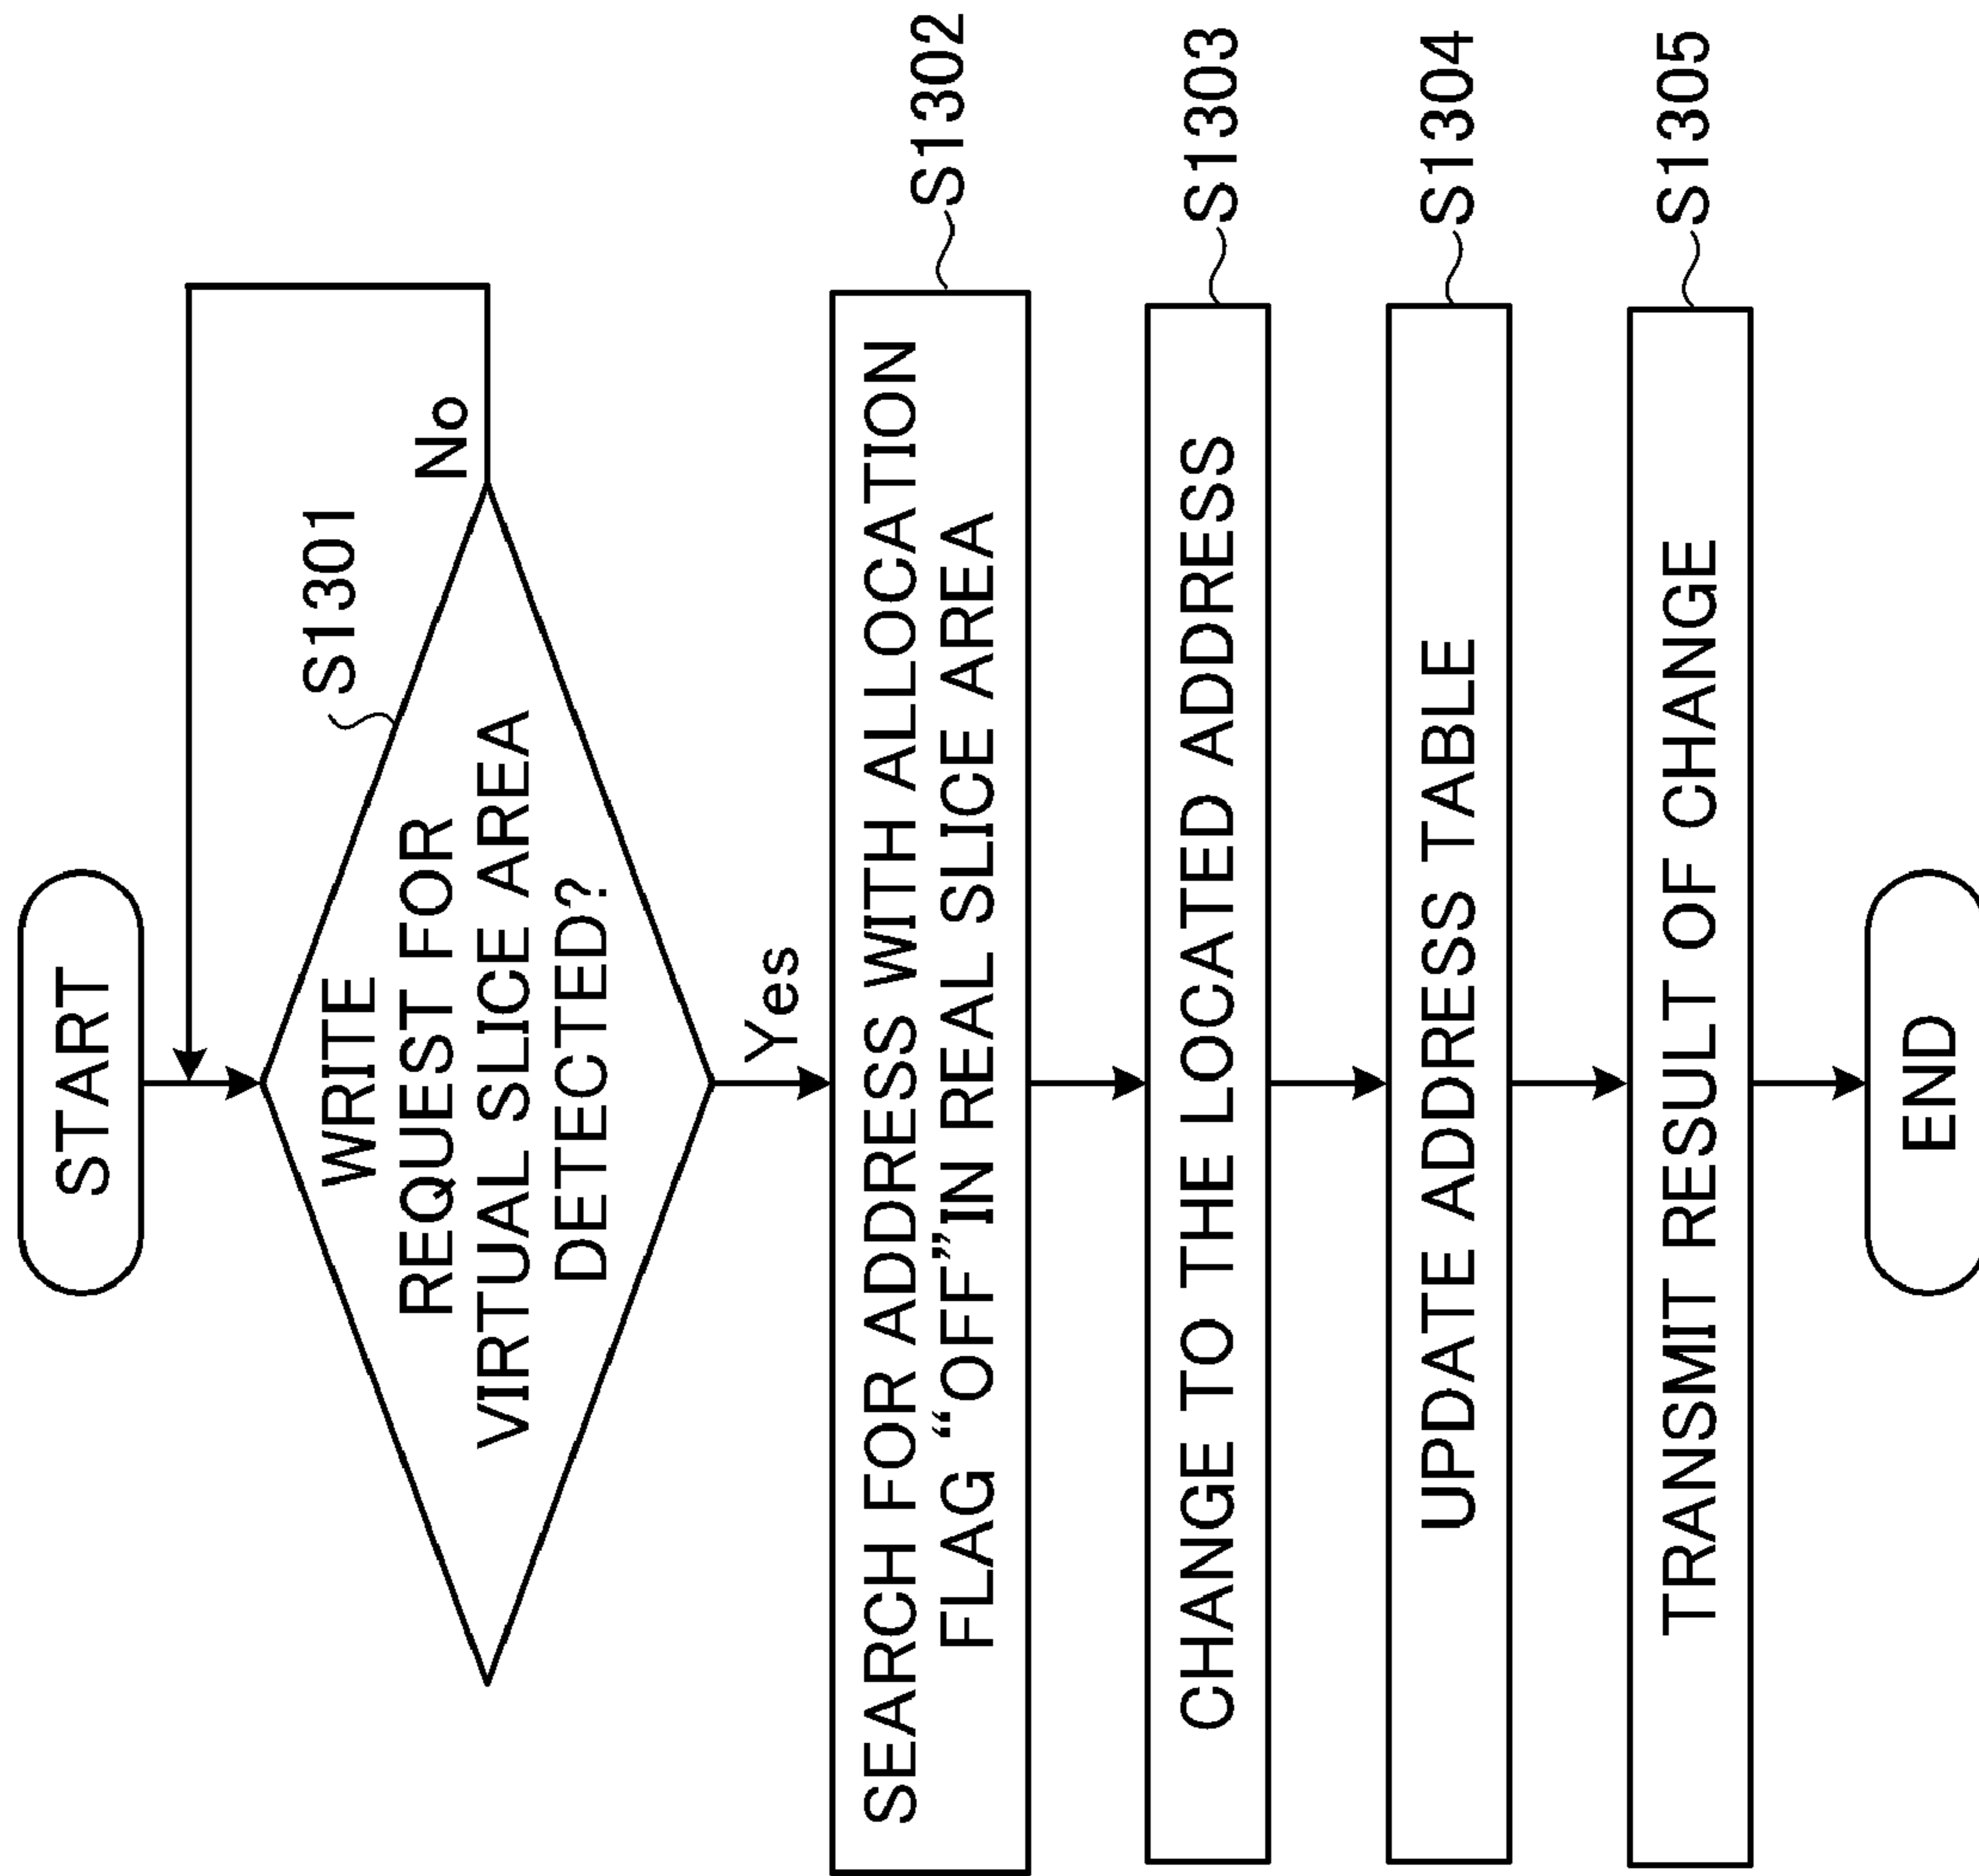 START
S1301
WRITE
REQUEST FOR
VIRTUAL SLICE AREA
DETECTED?
No
Yes
S1302
SEARCH FOR ADDRESS WITH ALLOCATION
FLAG “OFF”IN REAL SLICE AREA
S1303
CHANGE TO THE LOCATED ADDRESS
S1304
UPDATE ADDRESS TABLE
S1305
TRANSMIT RESULT OF CHANGE
END